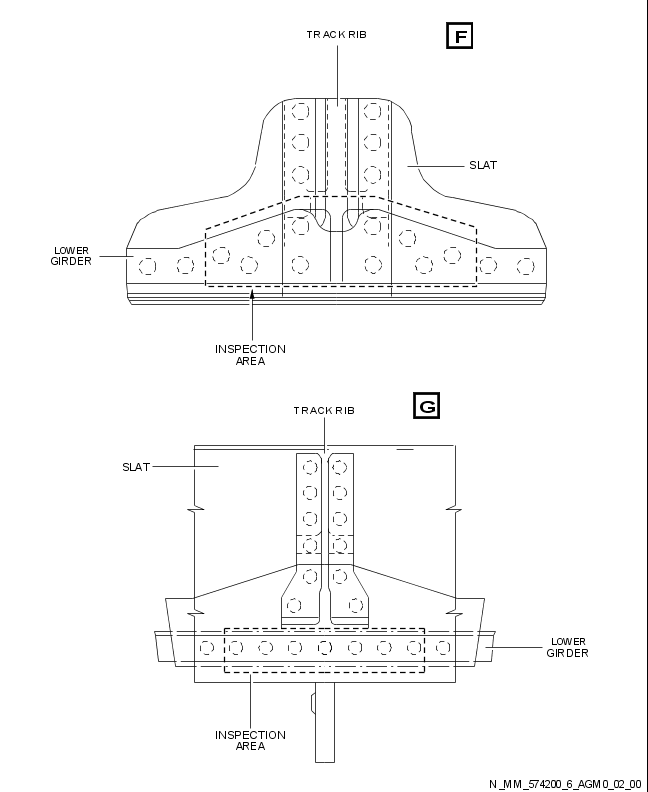 TRACK RIB
F
SLAT
LOWER
GIRDER
INSPECTION
AREA
G
TRACK RIB
SLAT
LOWER
GIRDER
INSPECTION
AREA
N_MM_574200_6_AGM0_02_00